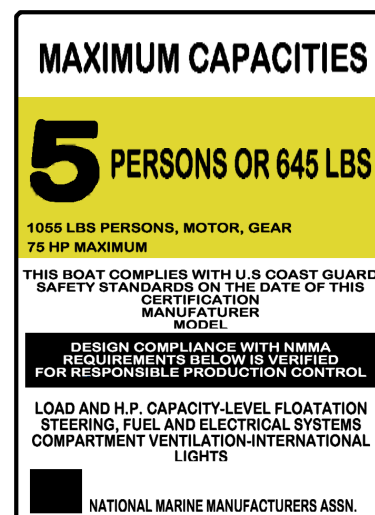 MAXIMUM CAPACITIES
5 PERSONS OR 645 LBS
1055 LBS PERSONS, MOTOR, GEAR
75 HP MAXIMUM
THIS BOAT COMPLIES WITH U.S COAST GUARD
SAFETY STANDARDS ON THE DATE OF THIS
CERTIFICATION
MANUFATURER
MODEL
DESIGN COMPLIANCE WITH NMMA
REQUIREMENTS BELOW IS VERIFIED
FOR RESPONSIBLE PRODUCTION CONTROL
LOAD AND H.P. CAPACITY-LEVEL FLOATATION
STEERING, FUEL AND ELECTRICAL SYSTEMS
COMPARTMENT VENTILATION-INTERNATIONAL
LIGHTS
NATIONAL MARINE MANUFACTURERS ASSN.